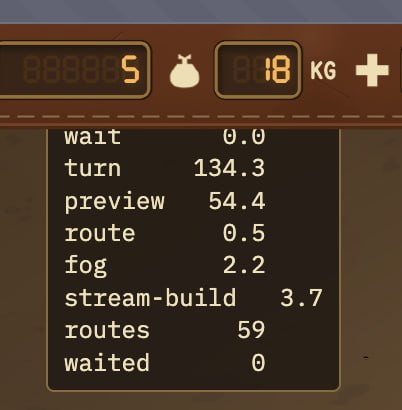 5 18 KG
wait 0.0
turn 134.3
preview 54.4
route 0.5
fog 2.2
stream-build 3.7
routes 59
waited 0